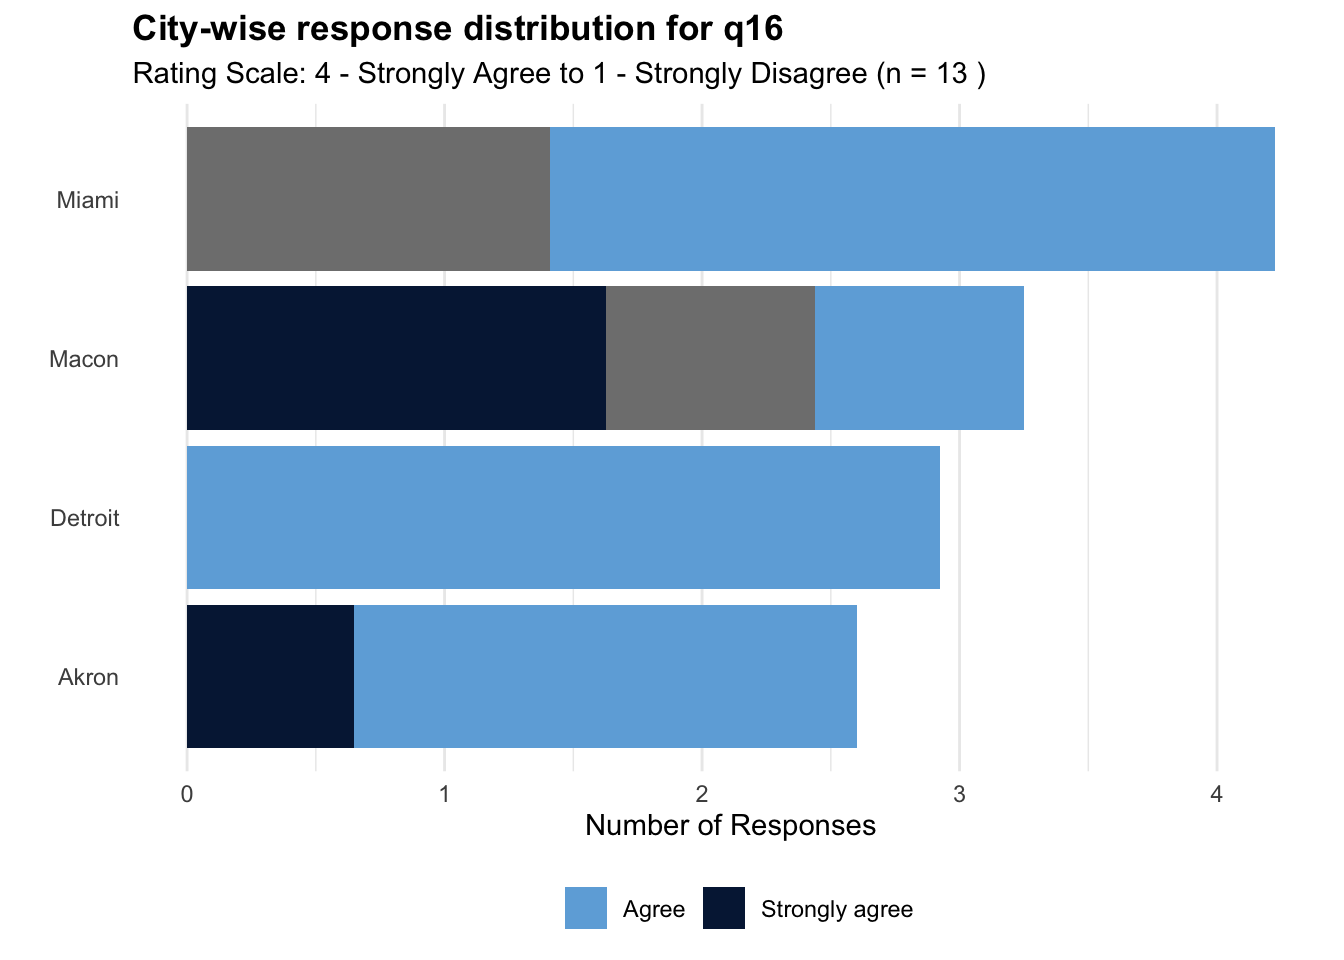 City-wise response distribution for q16
Rating Scale: 4 - Strongly Agree to 1 - Strongly Disagree (n = 13 )
Miami
Macon
Detroit
Akron
0 1 2 3 4
Number of Responses
Agree Strongly agree